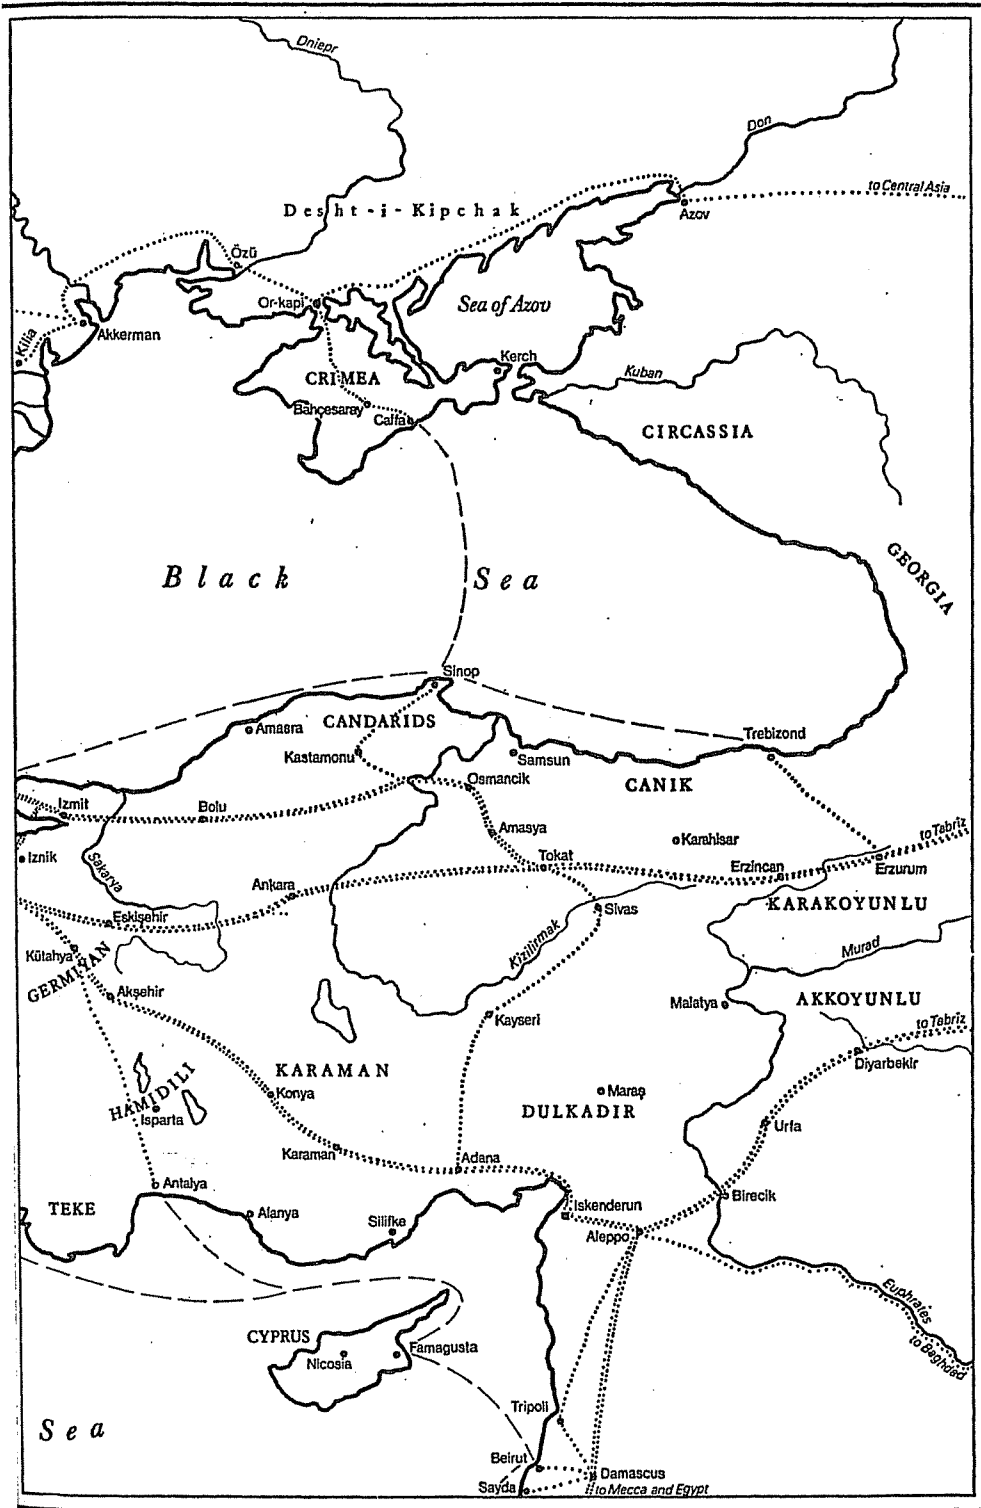 Dniepr
Don
to Central Asia
Desht-i-Kipchak
Azov
Özü
Or-kapi
Sea of Azov
Akkerman
Kilia
Kerch
Kuban
CRIMEA
Bahçesaray
Caffa
CIRCASSIA
GEORGIA
Black Sea
Sinop
CANDARIDS
Amasra
Kastamonu
Trebizond
Samsun
CANIK
Osmancik
Izmit
Bolu
Amasya
Karahisar
to Tabriz
Iznik
Sakarya
Tokat
Erzincan
Erzurum
Ankara
Eskişehir
Sivas
KARAKOYUNLU
Kizilirmak
Murad
Kütahya
GERMIYAN
Akşehir
Malatya
AKKOYUNLU
Kayseri
to Tabriz
Diyarbekir
KARAMAN
HAMIDILI
Konya
Maraş
DULKADIR
Isparta
Urfa
Karaman
Adana
Antalya
Birecik
TEKE
Alanya
Silifke
Iskenderun
Aleppo
Euphrates
to Baghdad
CYPRUS
Nicosia
Famagusta
Tripoli
Sea
Beirut
Damascus
Sayda
to Mecca and Egypt